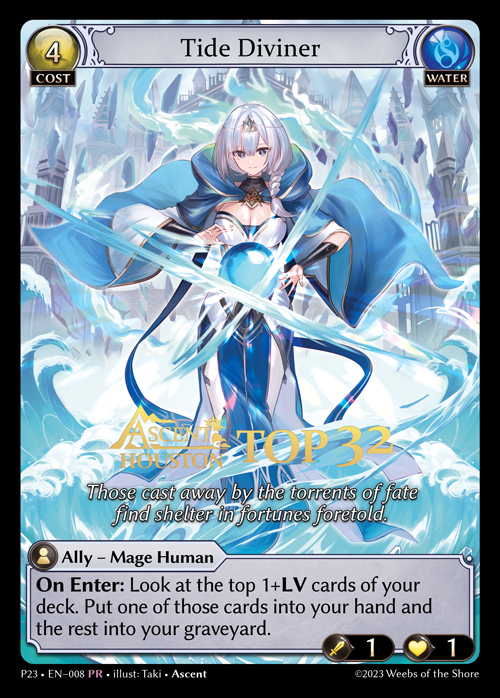 4
Tide Diviner
COST
WATER
ASCENT
HOUSTON
TOP 32
Those cast away by the torrents of fate
find shelter in fortunes foretold.
Ally – Mage Human
On Enter: Look at the top 1+LV cards of your
deck. Put one of those cards into your hand and
the rest into your graveyard.
1
1
P23 • EN–008 PR • illust: Taki • Ascent
©2023 Weebs of the Shore